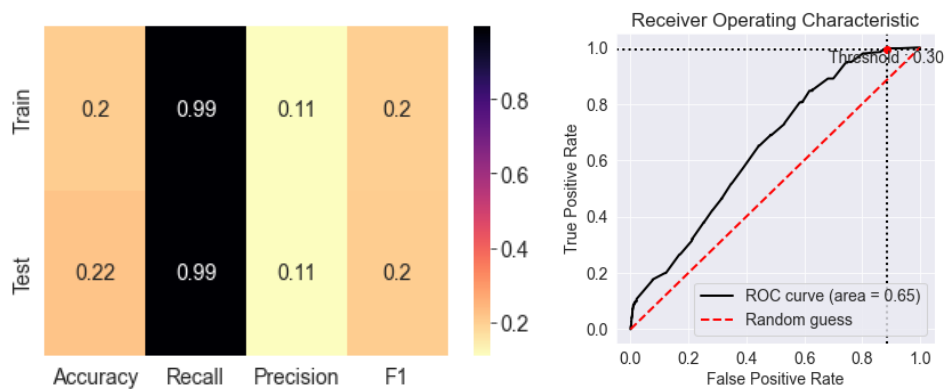 Train
0.2 0.99 0.11 0.2
Test
0.22 0.99 0.11 0.2
Accuracy Recall Precision F1
0.8
0.6
0.4
0.2
Receiver Operating Characteristic
True Positive Rate
1.0
0.8
0.6
0.4
0.2
0.0
Threshold :0.30
ROC curve (area = 0.65)
Random guess
0.0 0.2 0.4 0.6 0.8 1.0
False Positive Rate